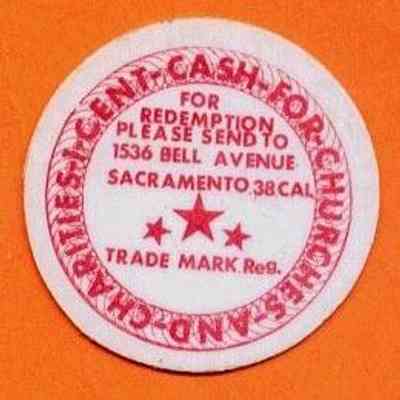 1-CENT-CASH-FOR-CHURCHES-AND-CHARITIES-
FOR
REDEMPTION
PLEASE SEND TO
1536 BELL AVENUE
SACRAMENTO 38 CAL
TRADE MARK Reg.